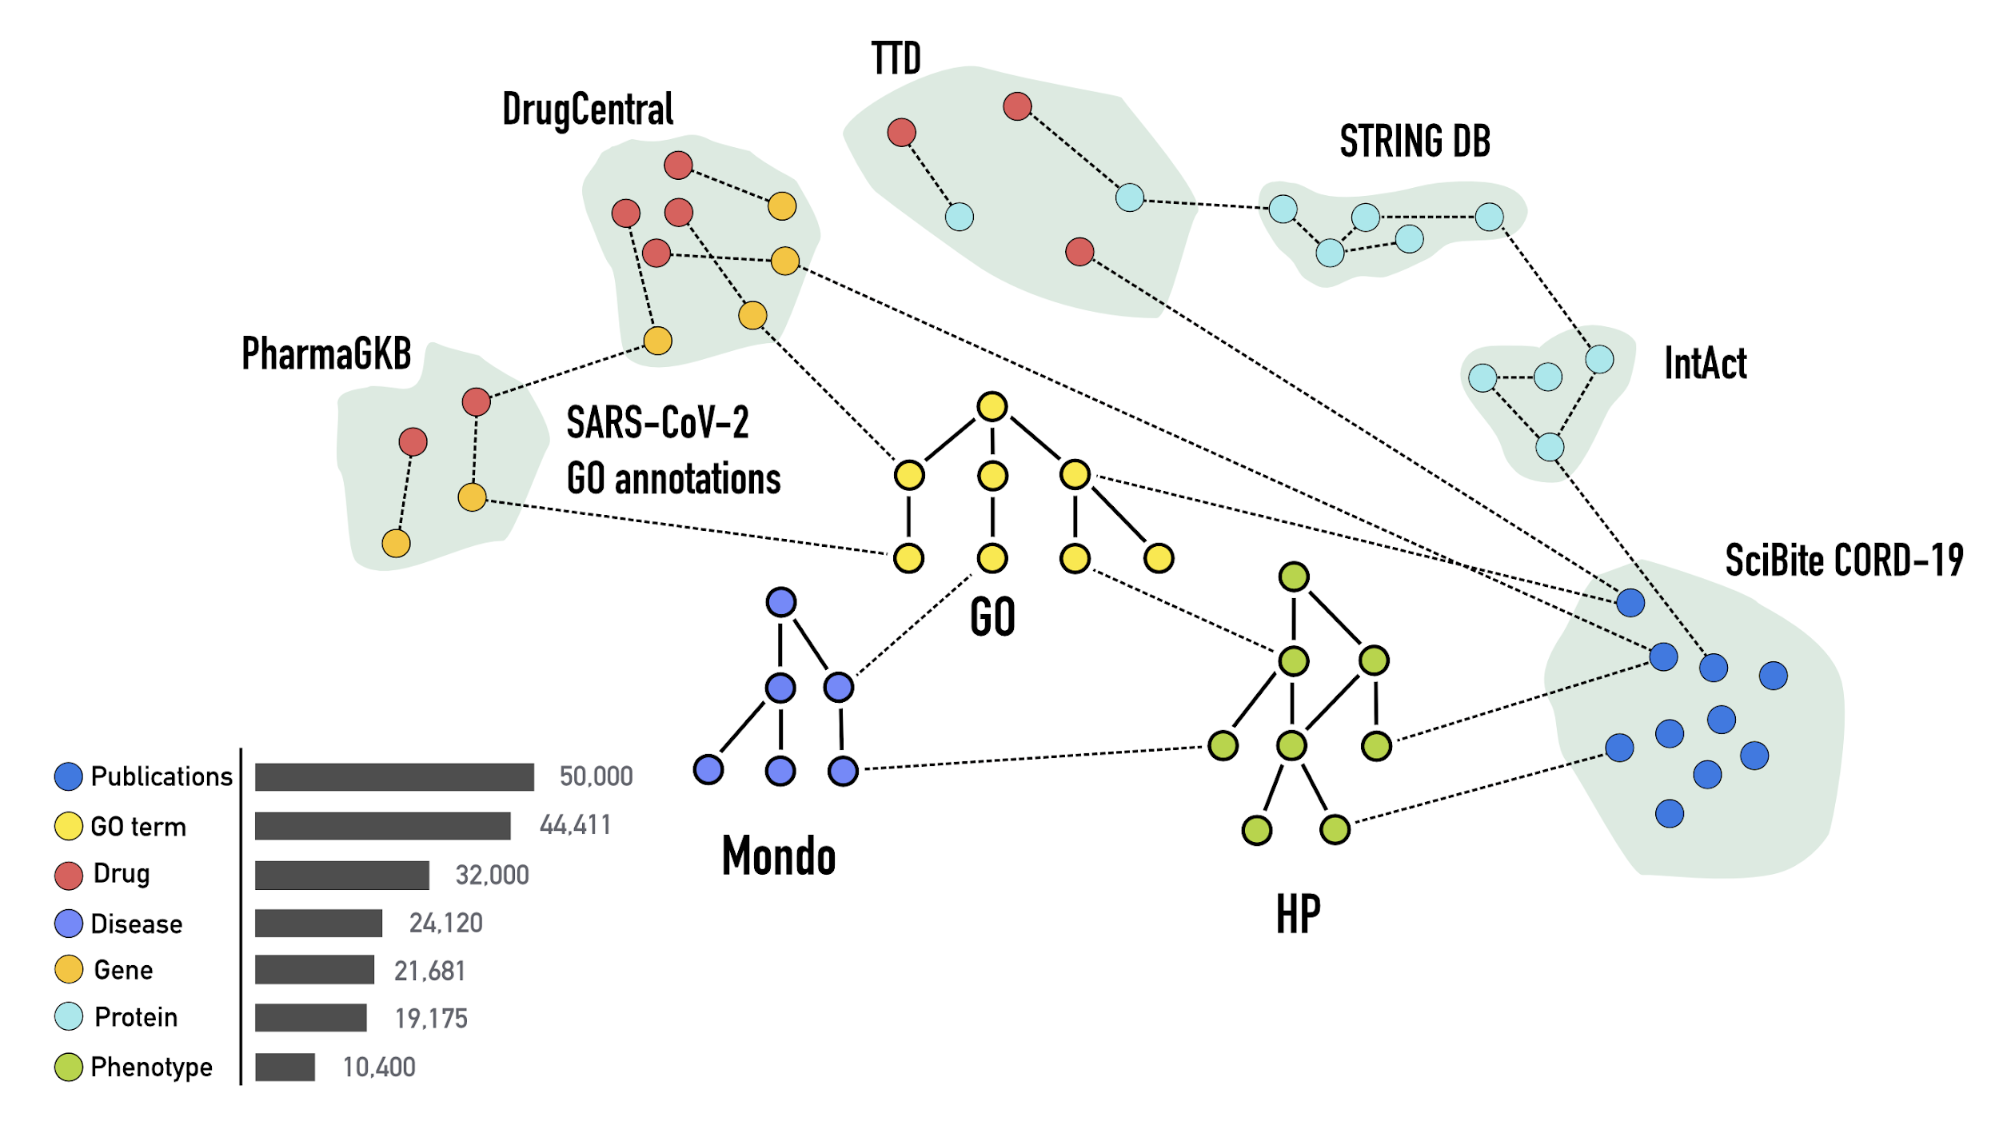 TTD
DrugCentral
STRING DB
PharmaGKB
IntAct
SARS-CoV-2
GO annotations
SciBite CORD-19
GO
Mondo
HP
Publications 50,000
GO term 44,411
Drug 32,000
Disease 24,120
Gene 21,681
Protein 19,175
Phenotype 10,400